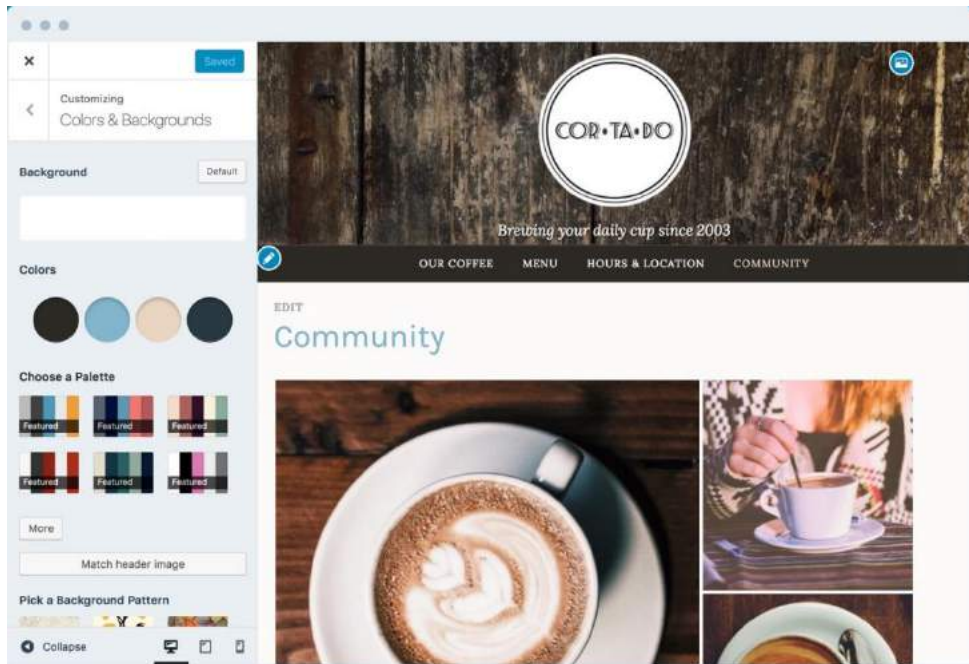 Saved
Customizing
Colors & Backgrounds
Background
Default
Colors
Choose a Palette
Featured
Featured
Featured
Featured
Featured
Featured
More
Match header image
Pick a Background Pattern
Collapse
COR•TA•DO
Brewing your daily cup since 2003
OUR COFFEE MENU HOURS & LOCATION COMMUNITY
EDIT
Community